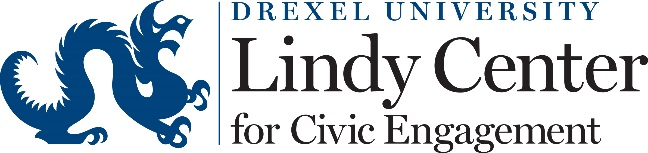 DREXEL UNIVERSITY
Lindy Center
for Civic Engagement